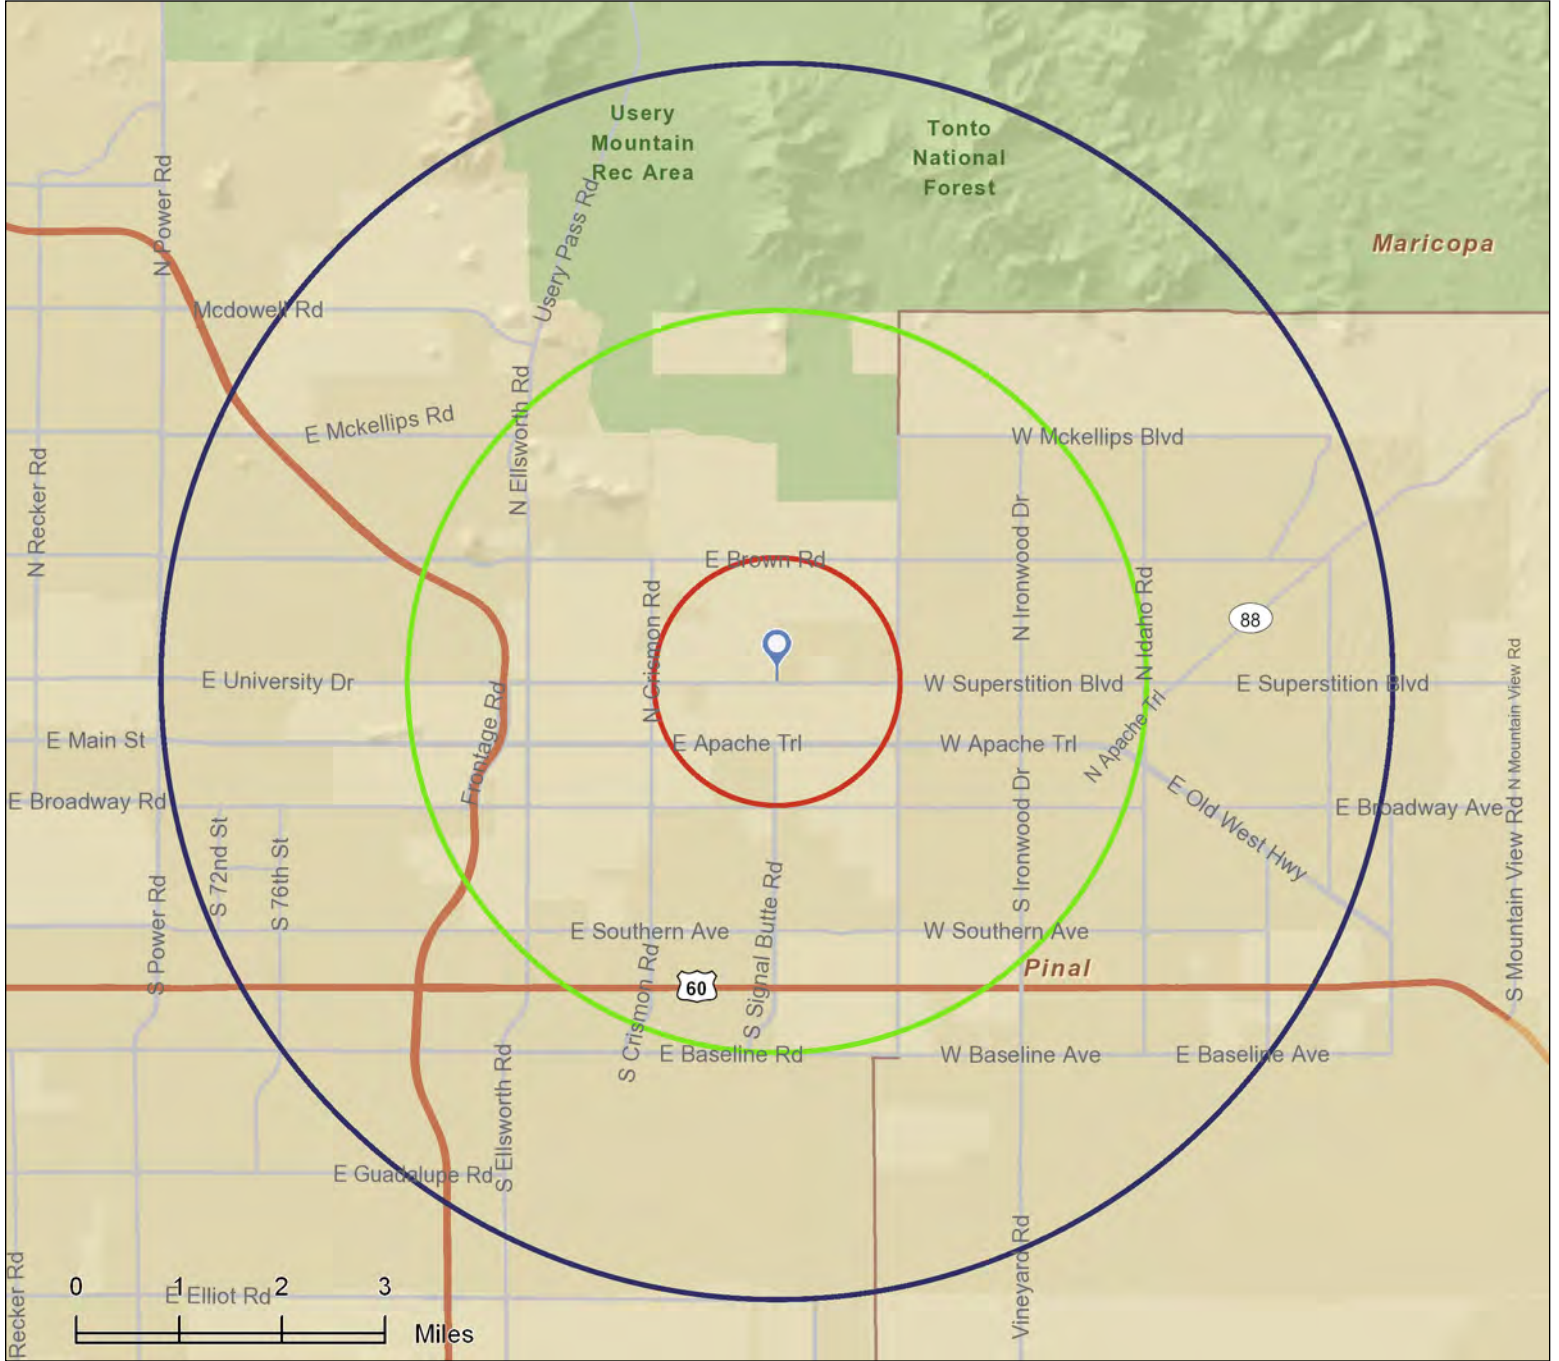 Usery
Mountain
Rec Area
Tonto
National
Forest
Maricopa
N Power Rd
Usery Pass Rd
Mcdowell Rd
E Mckellips Rd
N Ellsworth Rd
W Mckellips Blvd
N Recker Rd
E Brown Rd
N Crismon Rd
N Ironwood Dr
N Idaho Rd
88
E University Dr
W Superstition Blvd
E Superstition Blvd
N Mountain View Rd
Frontage Rd
E Main St
E Apache Trl
W Apache Trl
N Apache Trl
E Broadway Rd
E Old West Hwy
E Broadway Ave
S 72nd St
S 76th St
S Ironwood Dr
S Power Rd
S Signal Butte Rd
S Mountain View Rd
E Southern Ave
W Southern Ave
Pinal
60
S Crismon Rd
E Baseline Rd
W Baseline Ave
E Baseline Ave
S Ellsworth Rd
E Guadalupe Rd
Vineyard Rd
Recker Rd
E Elliot Rd
0 1 2 3
Miles